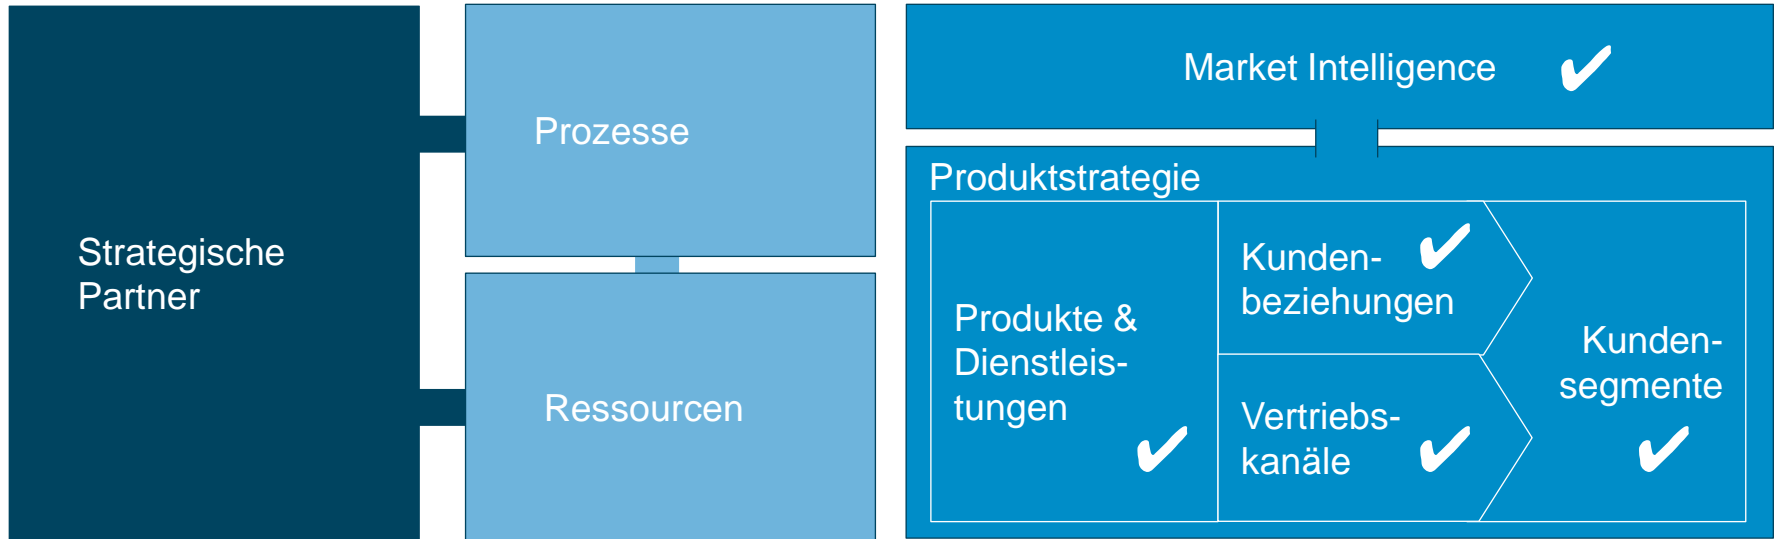 Strategische
Partner
Prozesse
Ressourcen
Market Intelligence ✔
Produktstrategie
Produkte &
Dienstleis-
tungen ✔
Kunden- ✔
beziehungen
Vertriebs-
kanäle ✔
Kunden-
segmente
✔